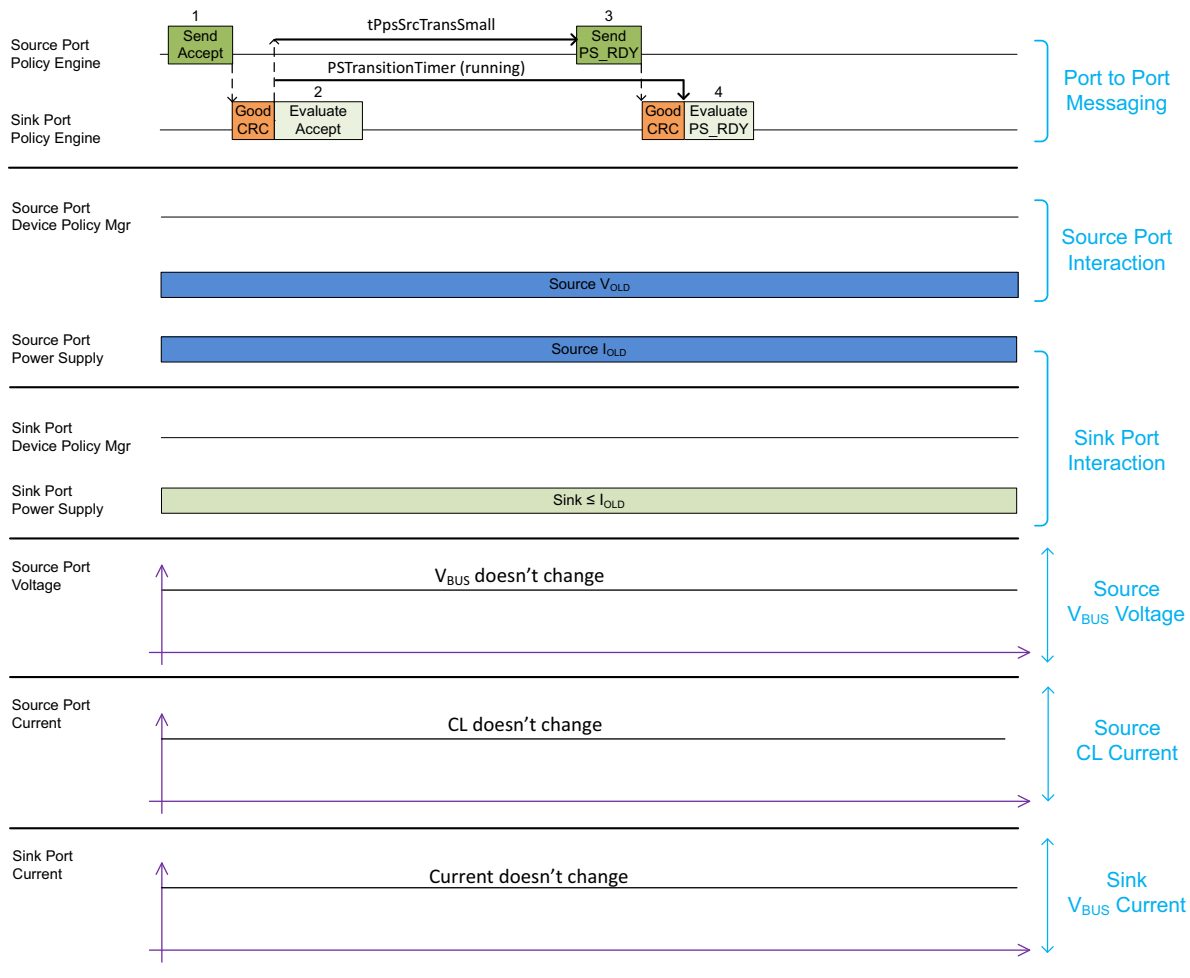 1
tPpsSrcTransSmall
3
Source Port
Policy Engine
Send
Accept
Send
PS_RDY
PSTransitionTimer (running)
2
4
Sink Port
Policy Engine
Good
CRC
Evaluate
Accept
Good
CRC
Evaluate
PS_RDY
Port to Port
Messaging
Source Port
Device Policy Mgr
Source Port
Interaction
Source VOLD
Source Port
Power Supply
Source IOLD
Sink Port
Device Policy Mgr
Sink Port
Interaction
Sink Port
Power Supply
Sink ≤ IOLD
Source Port
Voltage
VBUS doesn't change
Source
VBUS Voltage
Source Port
Current
CL doesn't change
Source
CL Current
Sink Port
Current
Current doesn't change
Sink
VBUS Current